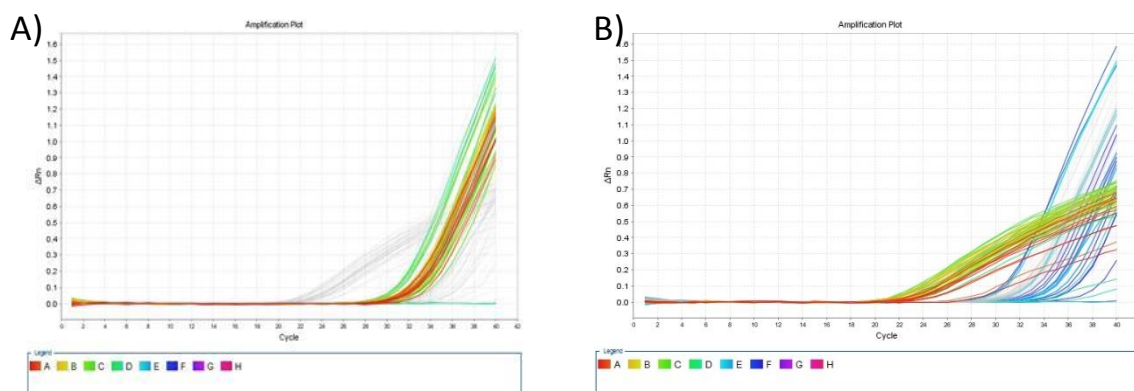 A)
Amplification Plot
1.6
1.5
1.4
1.3
1.2
1.1
1.0
0.9
0.8
0.7
0.6
0.5
0.4
0.3
0.2
0.1
0.0
ΔRn
0 2 4 6 8 10 12 14 16 18 20 22 24 26 28 30 32 34 36 38 40 42
Cycle
Legend
A B C D E F G H
B)
Amplification Plot
1.6
1.5
1.4
1.3
1.2
1.1
1.0
0.9
0.8
0.7
0.6
0.5
0.4
0.3
0.2
0.1
0.0
ΔRn
0 2 4 6 8 10 12 14 16 18 20 22 24 26 28 30 32 34 36 38 40
Cycle
Legend
A B C D E F G H